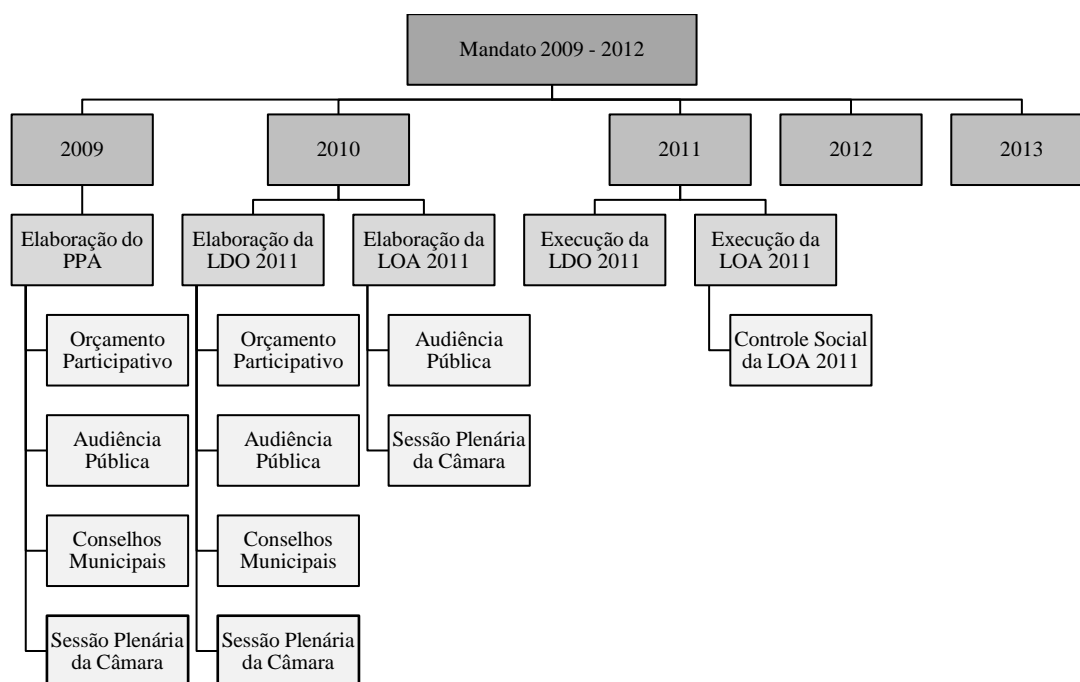 Mandato 2009 - 2012
2009
2010
2011
2012
2013
Elaboração do
PPA
Elaboração da
LDO 2011
Elaboração da
LOA 2011
Execução da
LDO 2011
Execução da
LOA 2011
Orçamento
Participativo
Orçamento
Participativo
Audiência
Pública
Controle Social
da LOA 2011
Audiência
Pública
Audiência
Pública
Sessão Plenária
da Câmara
Conselhos
Municipais
Conselhos
Municipais
Sessão Plenária
da Câmara
Sessão Plenária
da Câmara